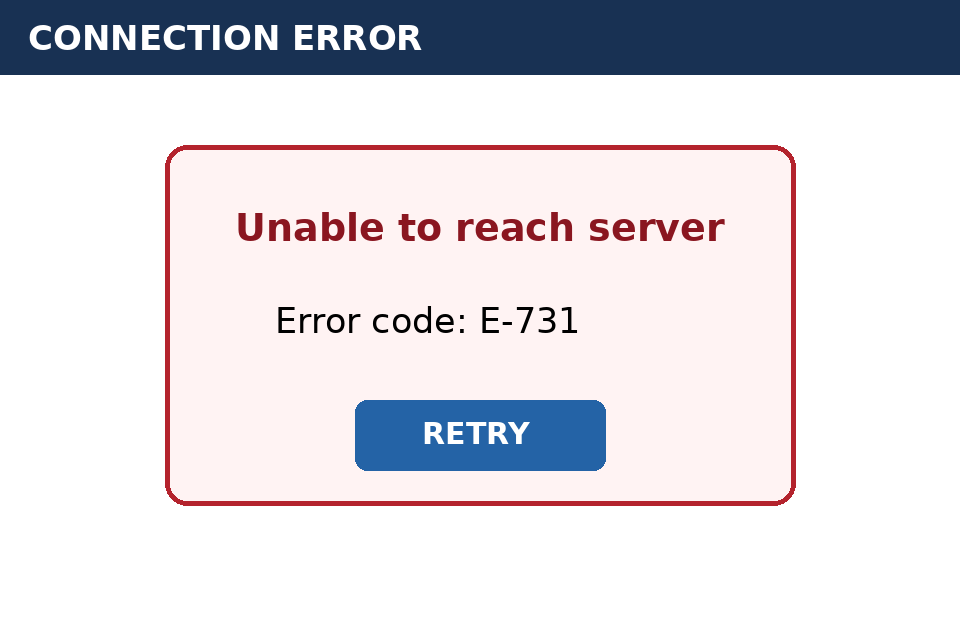 CONNECTION ERROR
Unable to reach server
Error code: E-731
RETRY